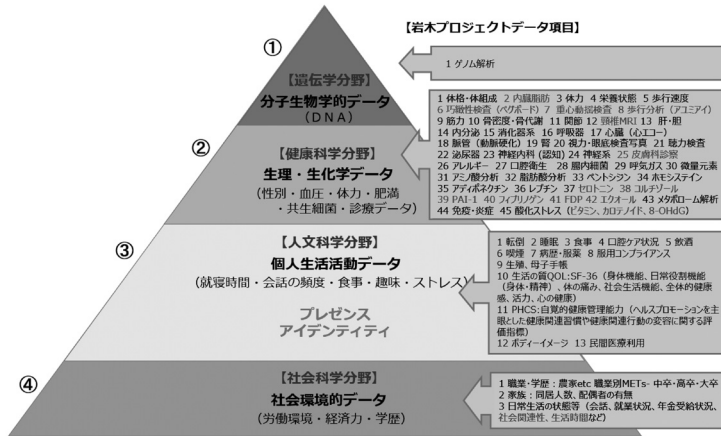 【岩木プロジェクトデータ項目】
①
【遺伝学分野】
分子生物学的データ
(DNA)
1 ゲノム解析
②
【健康科学分野】
生理・生化学データ
(性別・血圧・体力・肥満
・共生細菌・診療データ)
1 体格・体組成 2 内臓脂肪 3 体力 4 栄養状態 5 歩行速度
6 巧緻性検査(ペグボード) 7 重心動揺検査 8 歩行分析(アユミアイ)
9 筋力 10 骨密度・骨代謝 11 関節 12 頸椎MRI 13 肝・胆
14 内分泌 15 消化器系 16 呼吸器 17 心臓(心エコー)
18 脈管(動脈硬化) 19 腎 20 視力・眼底検査写真 21 聴力検査
22 泌尿器 23 神経内科(認知) 24 神経系 25 皮膚科診察
26 アレルギー 27 口腔衛生 28 腸内細菌 29 呼気ガス 30 微量元素
31 アミノ酸分析 32 脂肪酸分析 33 ペントシタン 34 ホモシステイン
35 アディポネクチン 36 レプチン 37 セロトニン 38 コルチゾール
39 PAI-1 40 フィブリノゲン 41 FDP 42 エクオール 43 メタボローム解析
44 免疫・炎症 45 酸化ストレス(ビタミン、カロテノイド、8-OHdG)
③
【人文科学分野】
個人生活活動データ
(就寝時間・会話の頻度・食事・趣味・ストレス)
プレゼンス
アイデンティティ
1 転倒 2 睡眠 3 食事 4 口腔ケア状況 5 飲酒
6 喫煙 7 病歴・服薬 8 服用コンプライアンス
9 生殖、母子手帳
10 生活の質QOL:SF-36(身体機能、日常役割機能
(身体・精神)、体の痛み、社会生活機能、全体的健康
感、活力、心の健康)
11 PHCS:自覚的健康管理能力(ヘルスプロモーションを主
眼とした健康関連習慣や健康関連行動の変容に関する評
価指標)
12 ボディーイメージ 13 民間医療利用
④
【社会科学分野】
社会環境的データ
(労働環境・経済力・学歴)
1 職業・学歴:農家etc 職業別METs- 中卒・高卒・大卒
2 家族:同居人数、配偶者の有無
3 日常生活の状態等(会話、就業状況、年金受給状況、
社会関連性、生活時間など)